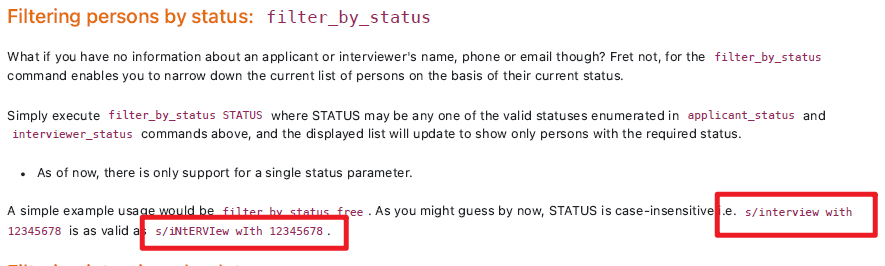 Filtering persons by status: filter_by_status
What if you have no information about an applicant or interviewer's name, phone or email though? Fret not, for the filter_by_status
command enables you to narrow down the current list of persons on the basis of their current status.
Simply execute filter_by_status STATUS where STATUS may be any one of the valid statuses enumerated in applicant_status and
interviewer_status commands above, and the displayed list will update to show only persons with the required status.
• As of now, there is only support for a single status parameter.
A simple example usage would be filter_by_status free. As you might guess by now, STATUS is case-insensitive i.e. s/interview with
12345678 is as valid as s/iNtERVIew wIth 12345678.